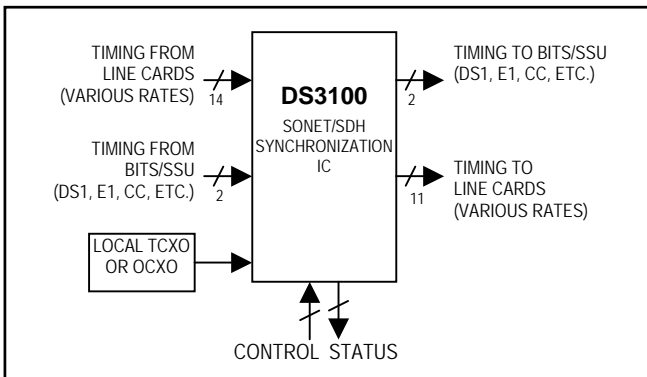 TIMING FROM
LINE CARDS
(VARIOUS RATES)
14
TIMING FROM
BITS/SSU
(DS1, E1, CC, ETC.)
2
LOCAL TCXO
OR OCXO
DS3100
SONET/SDH
SYNCHRONIZATION
IC
TIMING TO BITS/SSU
(DS1, E1, CC, ETC.)
2
TIMING TO
LINE CARDS
(VARIOUS RATES)
11
CONTROL STATUS